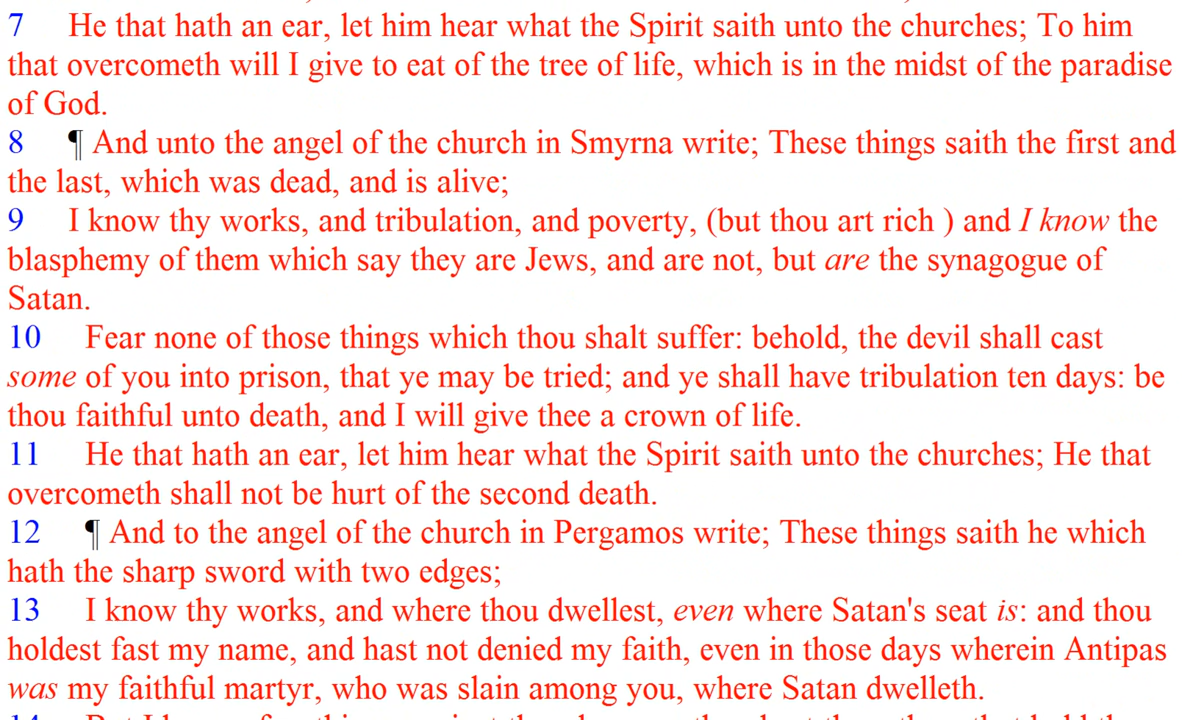 7 He that hath an ear, let him hear what the Spirit saith unto the churches; To him
that overcometh will I give to eat of the tree of life, which is in the midst of the paradise
of God.
8 ¶ And unto the angel of the church in Smyrna write; These things saith the first and
the last, which was dead, and is alive;
9 I know thy works, and tribulation, and poverty, (but thou art rich ) and I know the
blasphemy of them which say they are Jews, and are not, but are the synagogue of
Satan.
10 Fear none of those things which thou shalt suffer: behold, the devil shall cast
some of you into prison, that ye may be tried; and ye shall have tribulation ten days: be
thou faithful unto death, and I will give thee a crown of life.
11 He that hath an ear, let him hear what the Spirit saith unto the churches; He that
overcometh shall not be hurt of the second death.
12 ¶ And to the angel of the church in Pergamos write; These things saith he which
hath the sharp sword with two edges;
13 I know thy works, and where thou dwellest, even where Satan's seat is: and thou
holdest fast my name, and hast not denied my faith, even in those days wherein Antipas
was my faithful martyr, who was slain among you, where Satan dwelleth.